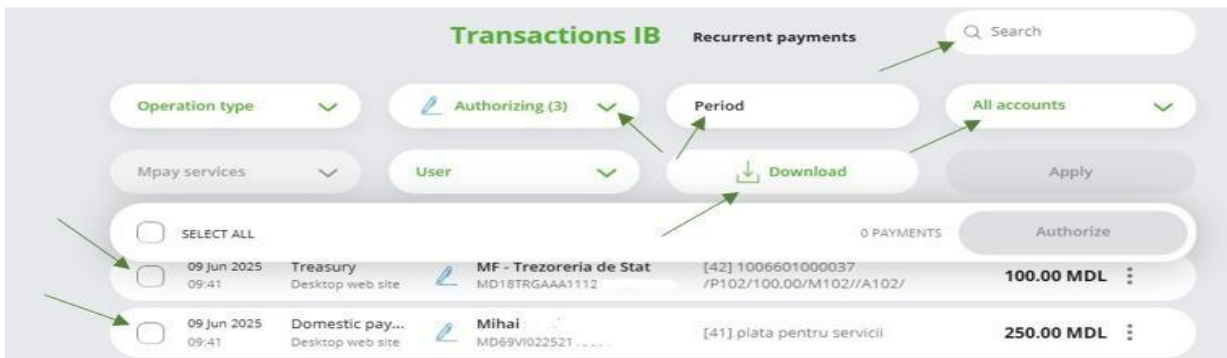 Transactions IB Recurrent payments Search
Operation type Authorizing (3) Period All accounts
Mpay services User Download Apply
SELECT ALL 0 PAYMENTS Authorize
09 Jun 2025 Treasury MF - Trezoreria de Stat [42] 1006601000037 100.00 MDL
09:41 Desktop web site MD18TRGAAA1112 /P102/100.00/M102//A102/
09 Jun 2025 Domestic pay... Mihai [41] plata pentru servicii 250.00 MDL
09:41 Desktop web site MD69VI022521